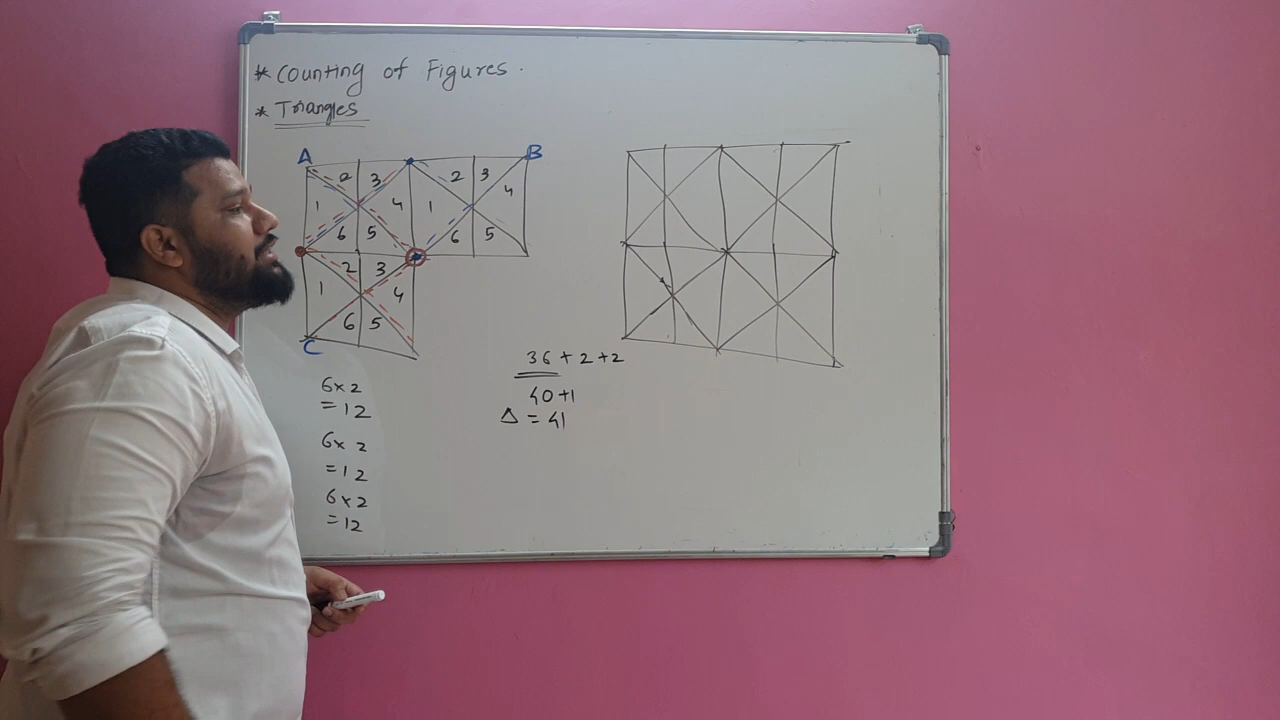 * Counting of Figures.
* Triangles
A B
2 3 2 3
1 4 1 4
6 5 6 5
2 3
1 4
6 5
C
36 + 2 + 2
40 + 1
Δ = 41
6 x 2
= 12
6 x 2
= 12
6 x 2
= 12